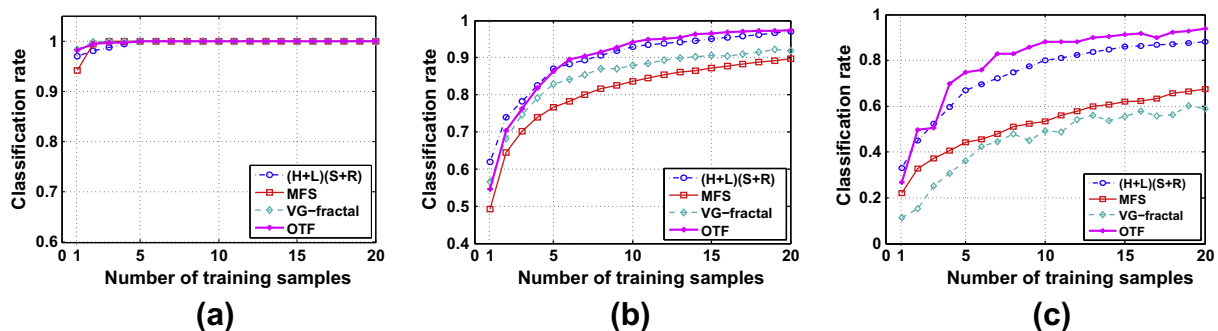 Classification rate
1
0.9
0.8
0.7
0.6
0 1 5 10 15 20
Number of training samples
(H+L)(S+R)
MFS
VG-fractal
OTF
(a)
Classification rate
1
0.9
0.8
0.7
0.6
0.5
0.4
0 1 5 10 15 20
Number of training samples
(H+L)(S+R)
MFS
VG-fractal
OTF
(b)
Classification rate
1
0.8
0.6
0.4
0.2
0
0 1 5 10 15 20
Number of training samples
(H+L)(S+R)
MFS
VG-fractal
OTF
(c)